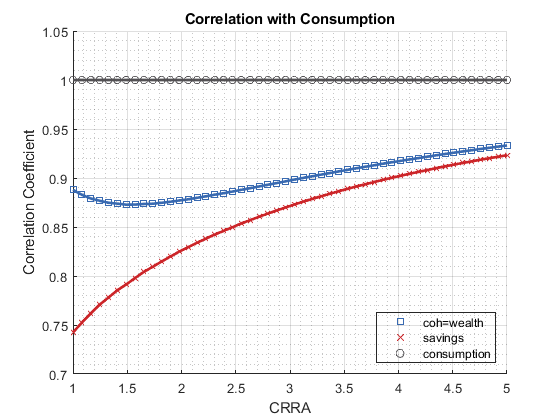 Correlation with Consumption
1.05
1
0.95
0.9
0.85
0.8
0.75
0.7
Correlation Coefficient
coh=wealth
savings
consumption
1 1.5 2 2.5 3 3.5 4 4.5 5
CRRA